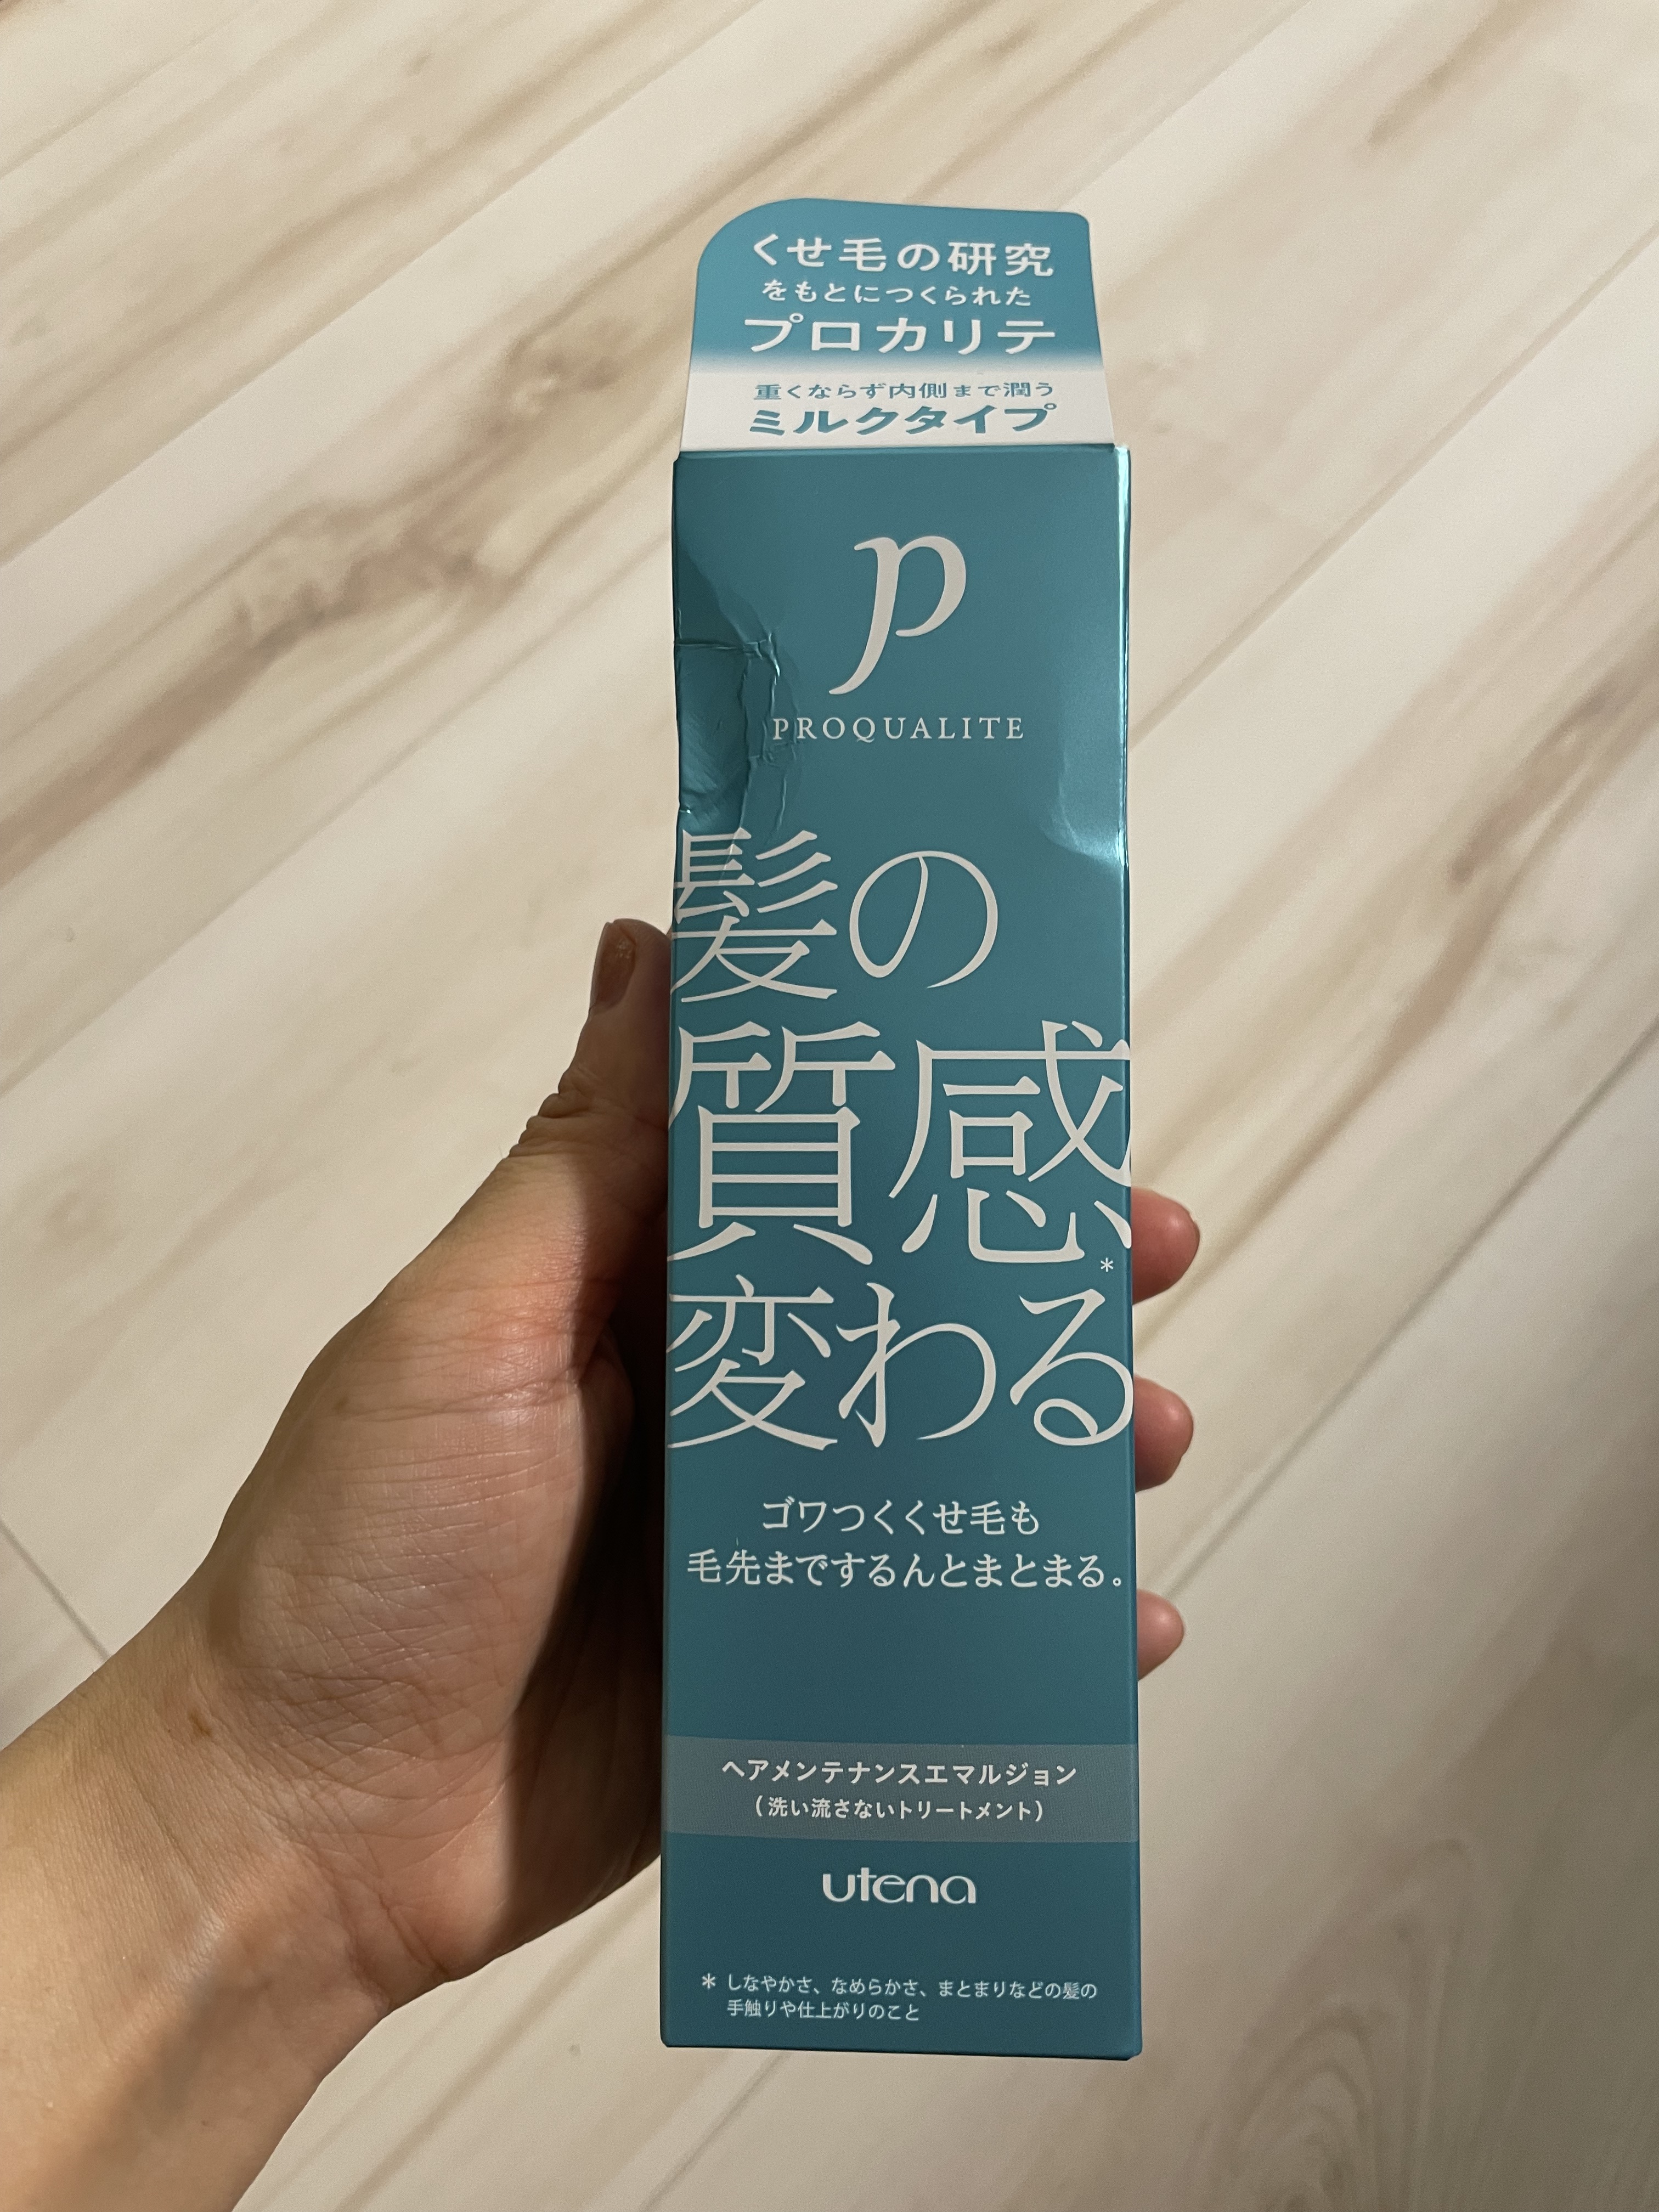 くせ毛の研究
をもとにつくられた
プロカリテ
重くならず内側まで潤う
ミルクタイプ
p
PROQUALITE
髪の
質感
変わる*
ゴワつくくせ毛も
毛先まですとまるんとまとまる。
ヘアメンテナンスエマルジョン
(洗い流さないトリートメント)
utena
* しなやかさ、なめらかさ、まとまりなどの髪の
手触りや仕上がりのこと